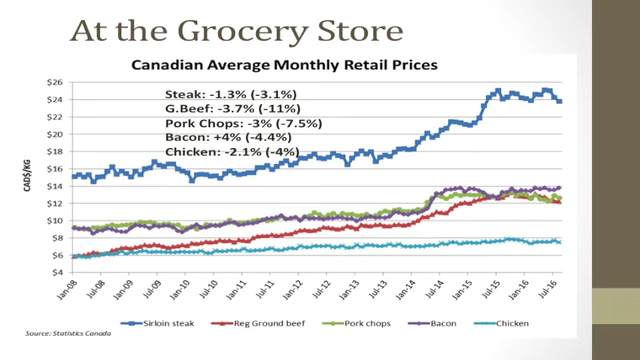 At the Grocery Store
Canadian Average Monthly Retail Prices
Steak: -1.3% (-3.1%)
G.Beef: -3.7% (-11%)
Pork Chops: -3% (-7.5%)
Bacon: +4% (-4.4%)
Chicken: -2.1% (-4%)
CAD$/KG
$26
$24
$22
$20
$18
$16
$14
$12
$10
$8
$6
$4
Jan-08
Jul-08
Jan-09
Jul-09
Jan-10
Jul-10
Jan-11
Jul-11
Jan-12
Jul-12
Jan-13
Jul-13
Jan-14
Jul-14
Jan-15
Jul-15
Jan-16
Jul-16
Sirloin steak Reg Ground beef Pork chops Bacon Chicken
Source: Statistics Canada